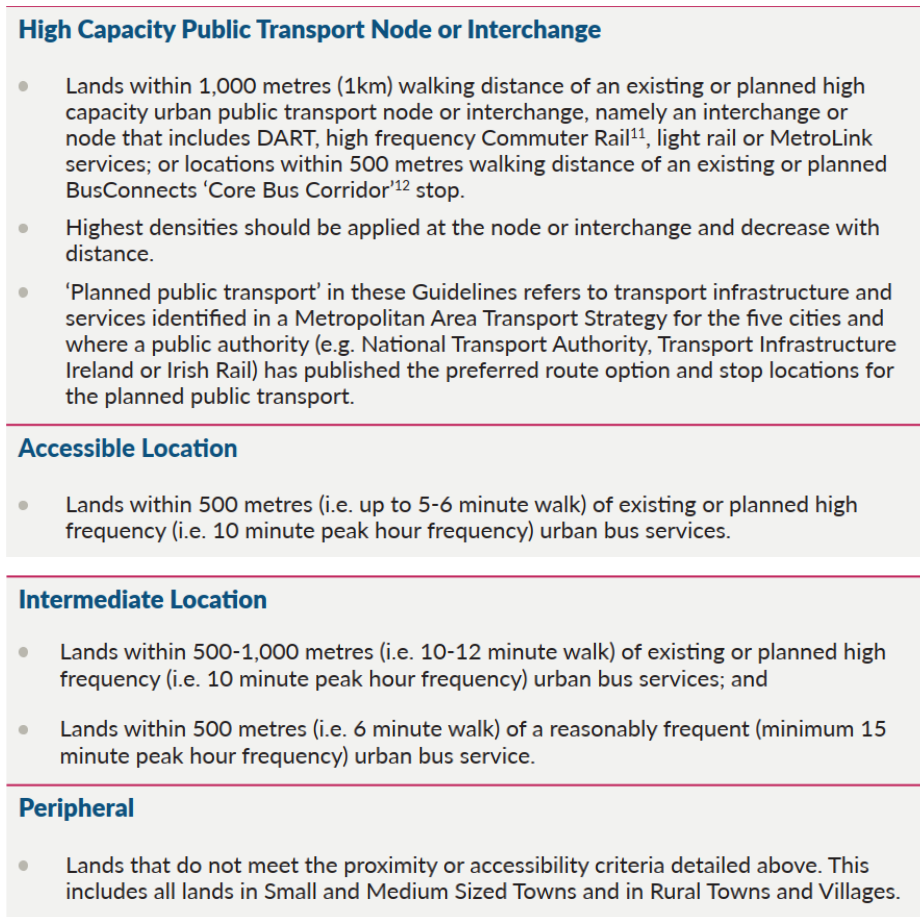 High Capacity Public Transport Node or Interchange
• Lands within 1,000 metres (1km) walking distance of an existing or planned high
capacity urban public transport node or interchange, namely an interchange or
node that includes DART, high frequency Commuter Rail¹¹, light rail or MetroLink
services; or locations within 500 metres walking distance of an existing or planned
BusConnects ‘Core Bus Corridor’¹² stop.
• Highest densities should be applied at the node or interchange and decrease with
distance.
• ‘Planned public transport’ in these Guidelines refers to transport infrastructure and
services identified in a Metropolitan Area Transport Strategy for the five cities and
where a public authority (e.g. National Transport Authority, Transport Infrastructure
Ireland or Irish Rail) has published the preferred route option and stop locations for
the planned public transport.
Accessible Location
• Lands within 500 metres (i.e. up to 5-6 minute walk) of existing or planned high
frequency (i.e. 10 minute peak hour frequency) urban bus services.
Intermediate Location
• Lands within 500-1,000 metres (i.e. 10-12 minute walk) of existing or planned high
frequency (i.e. 10 minute peak hour frequency) urban bus services; and
• Lands within 500 metres (i.e. 6 minute walk) of a reasonably frequent (minimum 15
minute peak hour frequency) urban bus service.
Peripheral
• Lands that do not meet the proximity or accessibility criteria detailed above. This
includes all lands in Small and Medium Sized Towns and in Rural Towns and Villages.